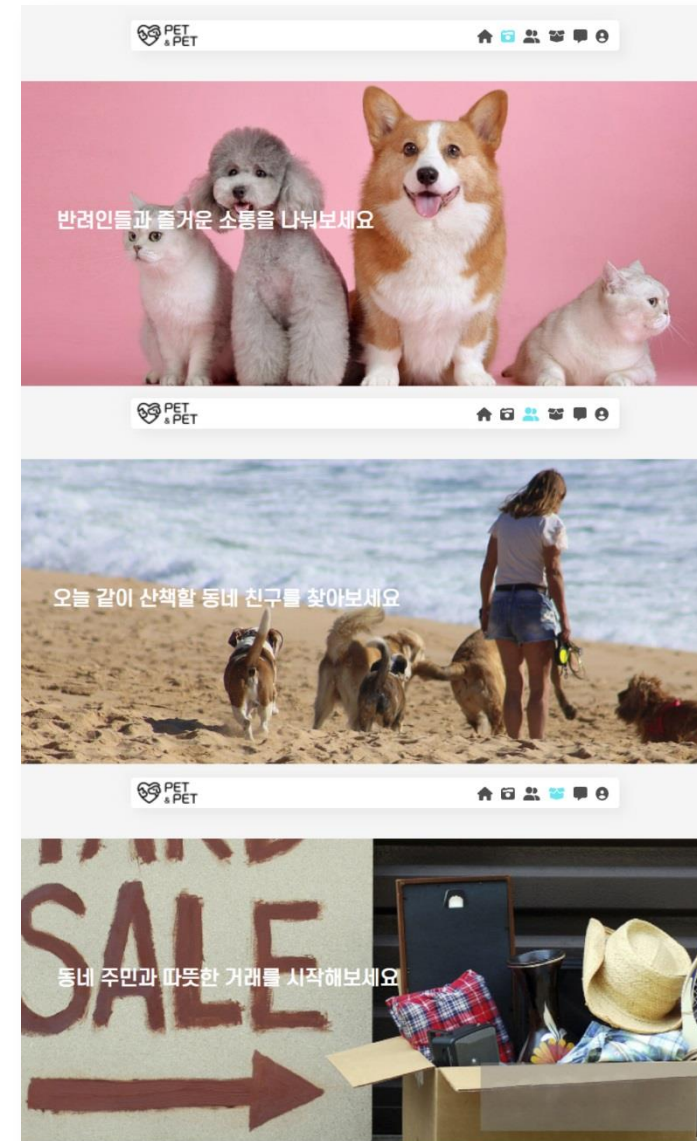 PET
& PET
반려인들과 즐거운 소통을 나눠보세요
PET
& PET
오늘 같이 산책할 동네 친구를 찾아보세요
PET
& PET
SALE
동네 주민과 따뜻한 거래를 시작해보세요